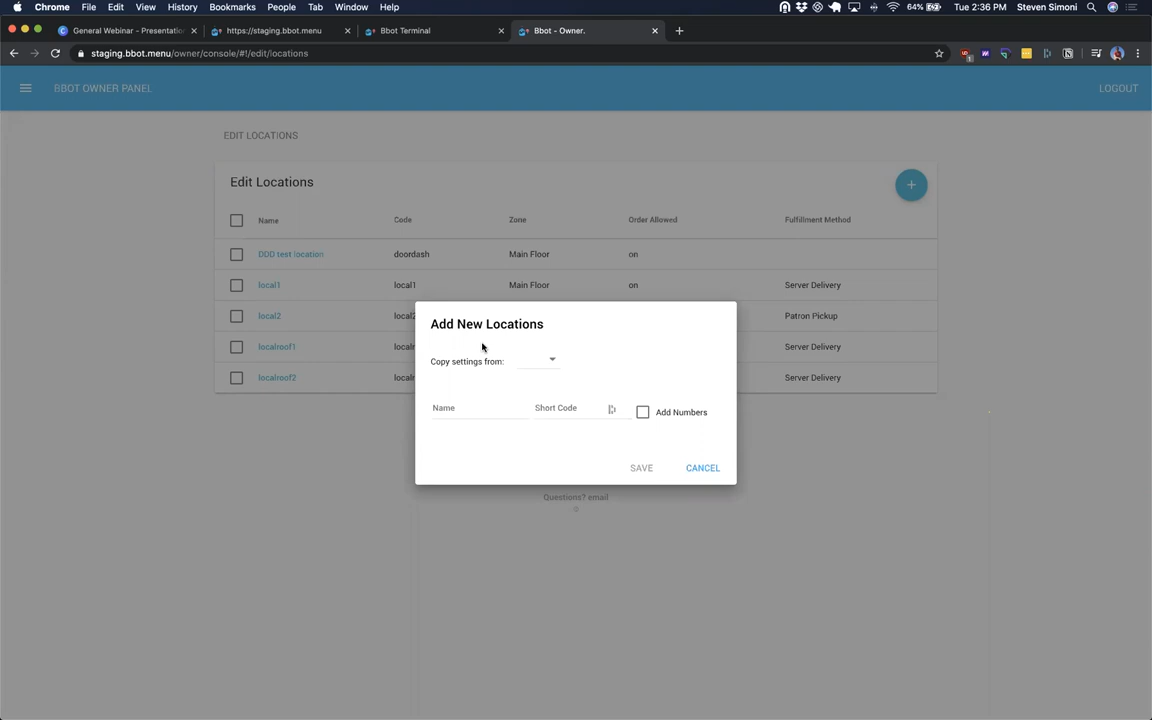 Chrome File Edit View History Bookmarks People Tab Window Help 64% Tue 2:36 PM Steven Simoni
General Webinar - Presentatio https://staging.bbot.menu Bbot Terminal Bbot - Owner.
staging.bbot.menu/owner/console/#!/edit/locations
BBOT OWNER PANEL LOGOUT
EDIT LOCATIONS
Edit Locations
Name Code Zone Order Allowed Fulfillment Method
DDD test location doordash Main Floor on
local1 local1 Main Floor on Server Delivery
local2 local2 Patron Pickup
localroof1 localr Server Delivery
localroof2 localr Server Delivery
Add New Locations
Copy settings from:
Name Short Code Add Numbers
SAVE CANCEL
Questions? email